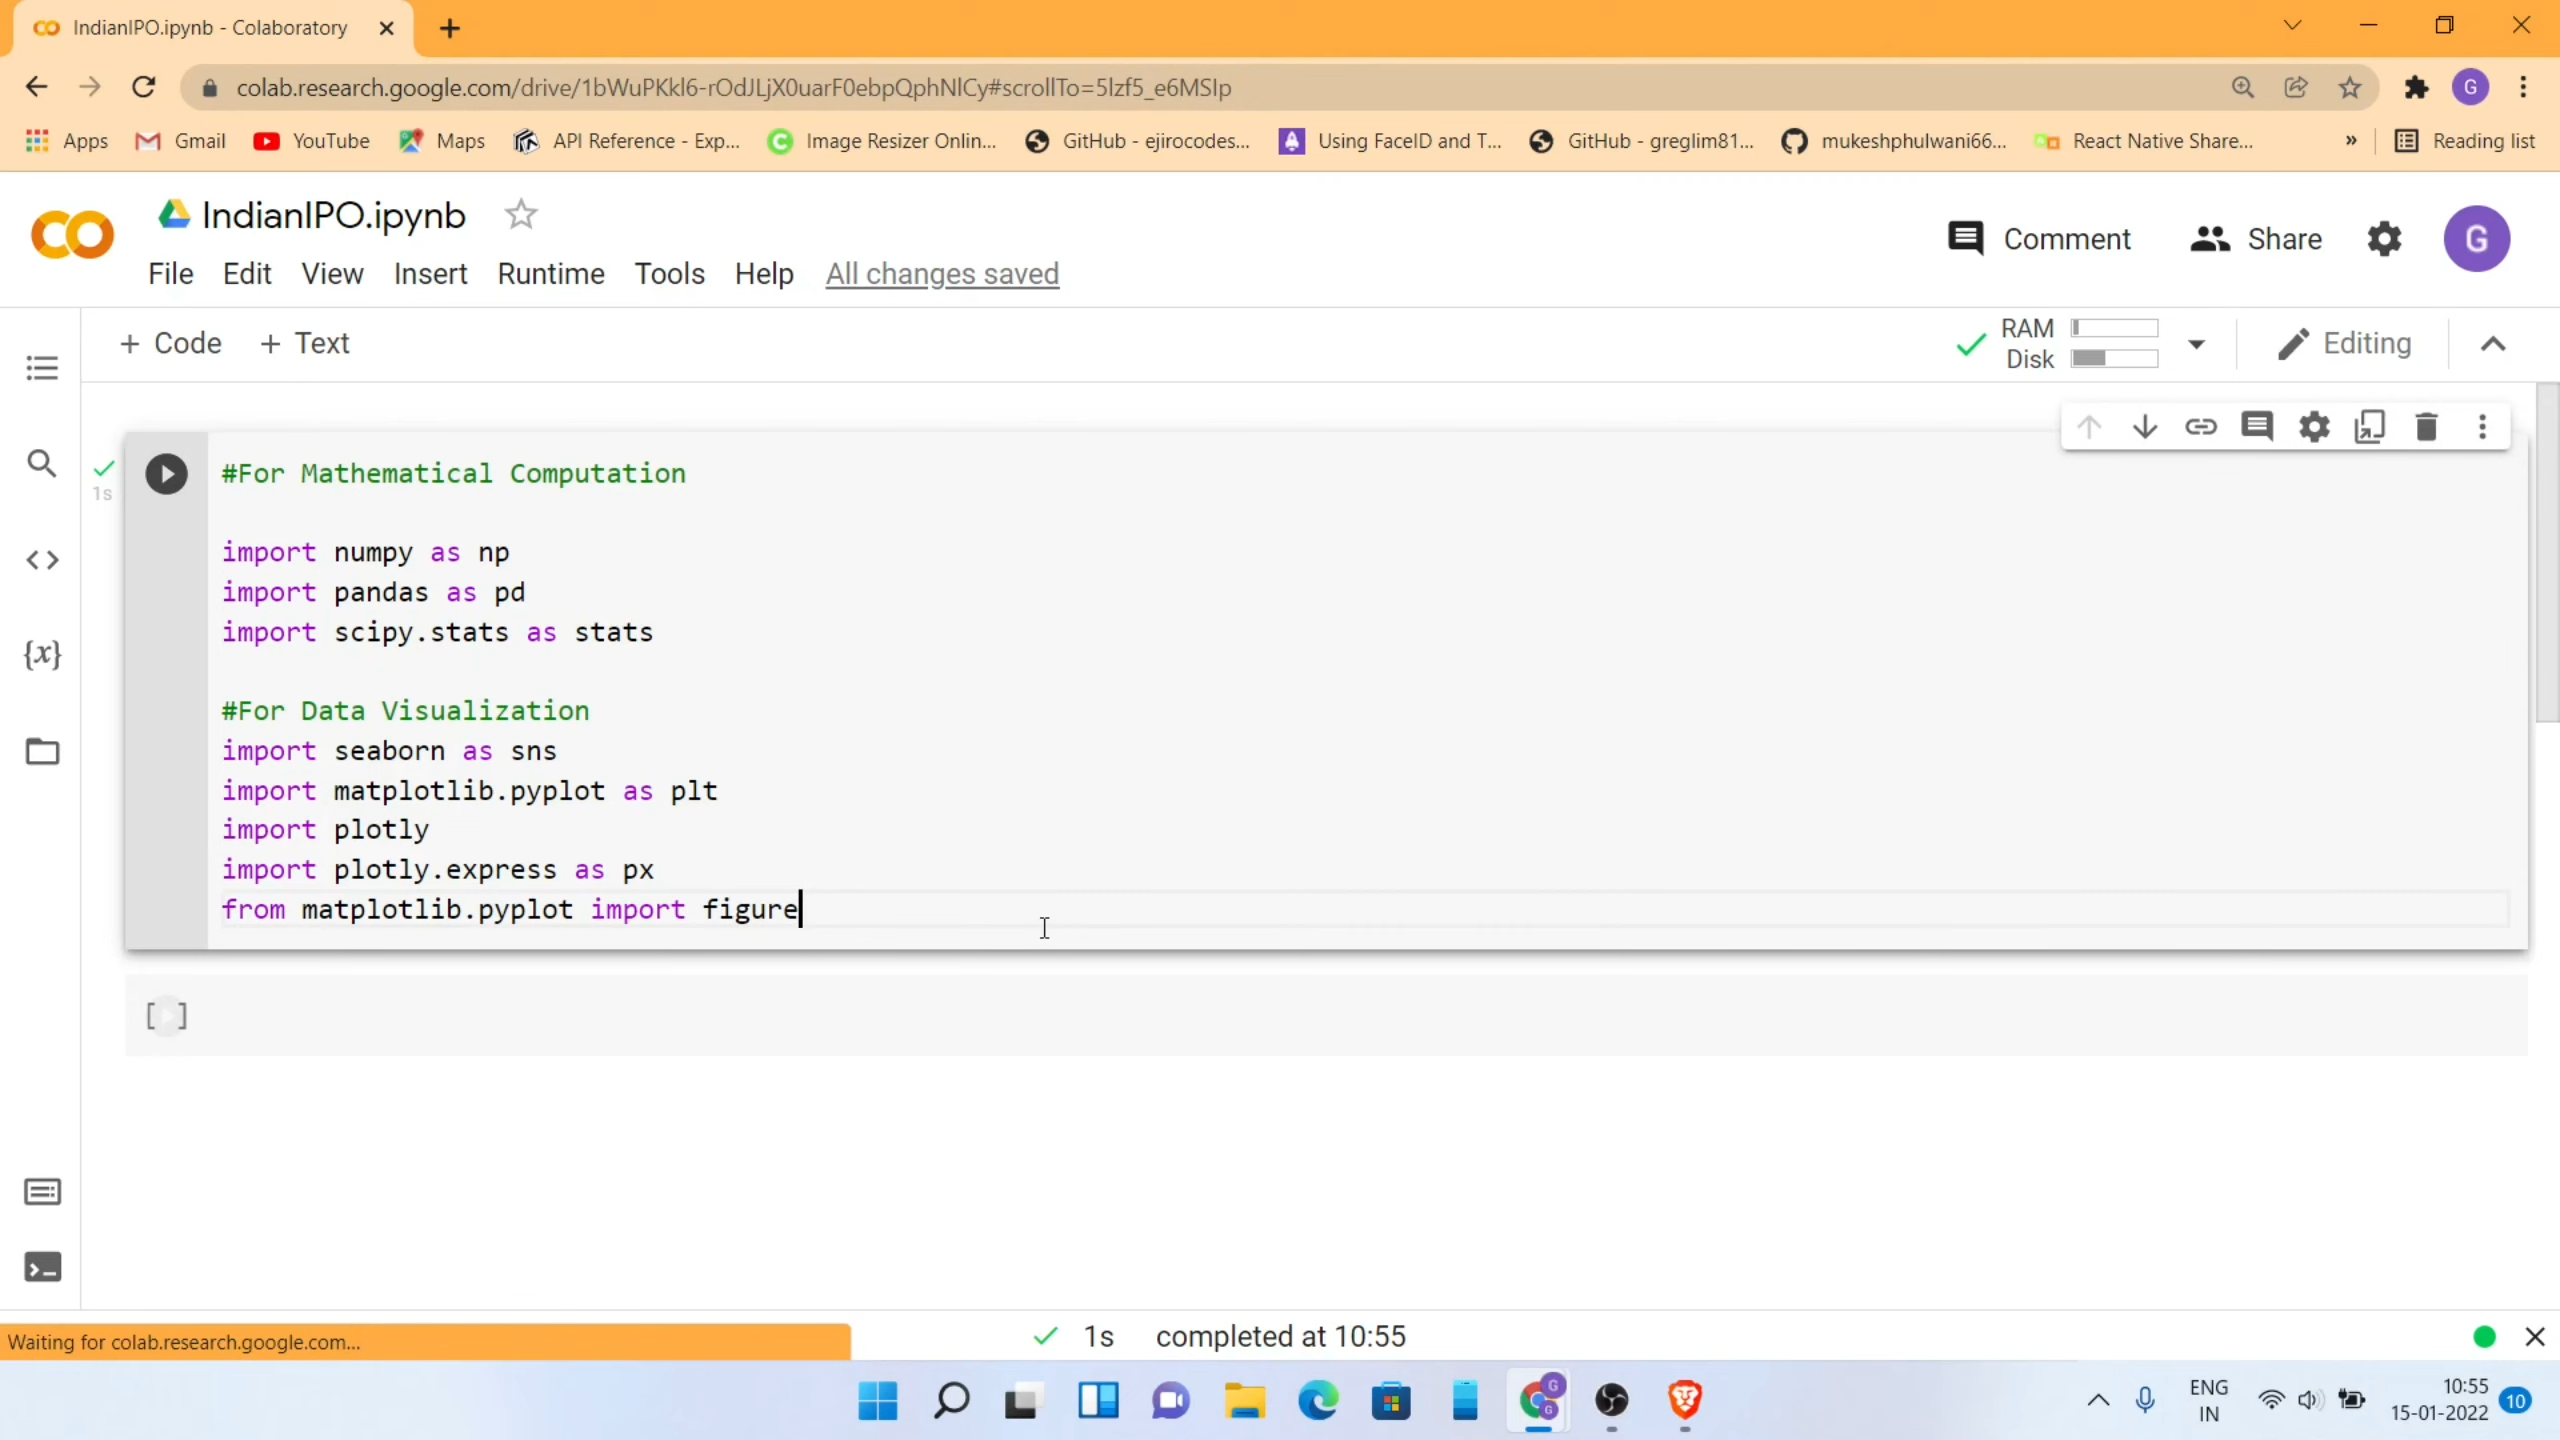 IndianIPO.ipynb - Colaboratory
colab.research.google.com/drive/1bWuPKkl6-rOdJLjX0uarF0ebpQphNlCy#scrollTo=5lzf5_e6MSIp
G
Apps Gmail YouTube Maps API Reference - Exp... Image Resizer Onlin... GitHub - ejirocodes... Using FaceID and T... GitHub - greglim81... mukeshphulwani66... React Native Share... » Reading list
IndianIPO.ipynb
Comment Share G
File Edit View Insert Runtime Tools Help All changes saved
+ Code + Text
RAM
Disk
Editing
1s
#For Mathematical Computation
import numpy as np
import pandas as pd
import scipy.stats as stats
#For Data Visualization
import seaborn as sns
import matplotlib.pyplot as plt
import plotly
import plotly.express as px
from matplotlib.pyplot import figure
{x}
[ ]
Waiting for colab.research.google.com...
1s completed at 10:55
ENG
IN
10:55
15-01-2022
10